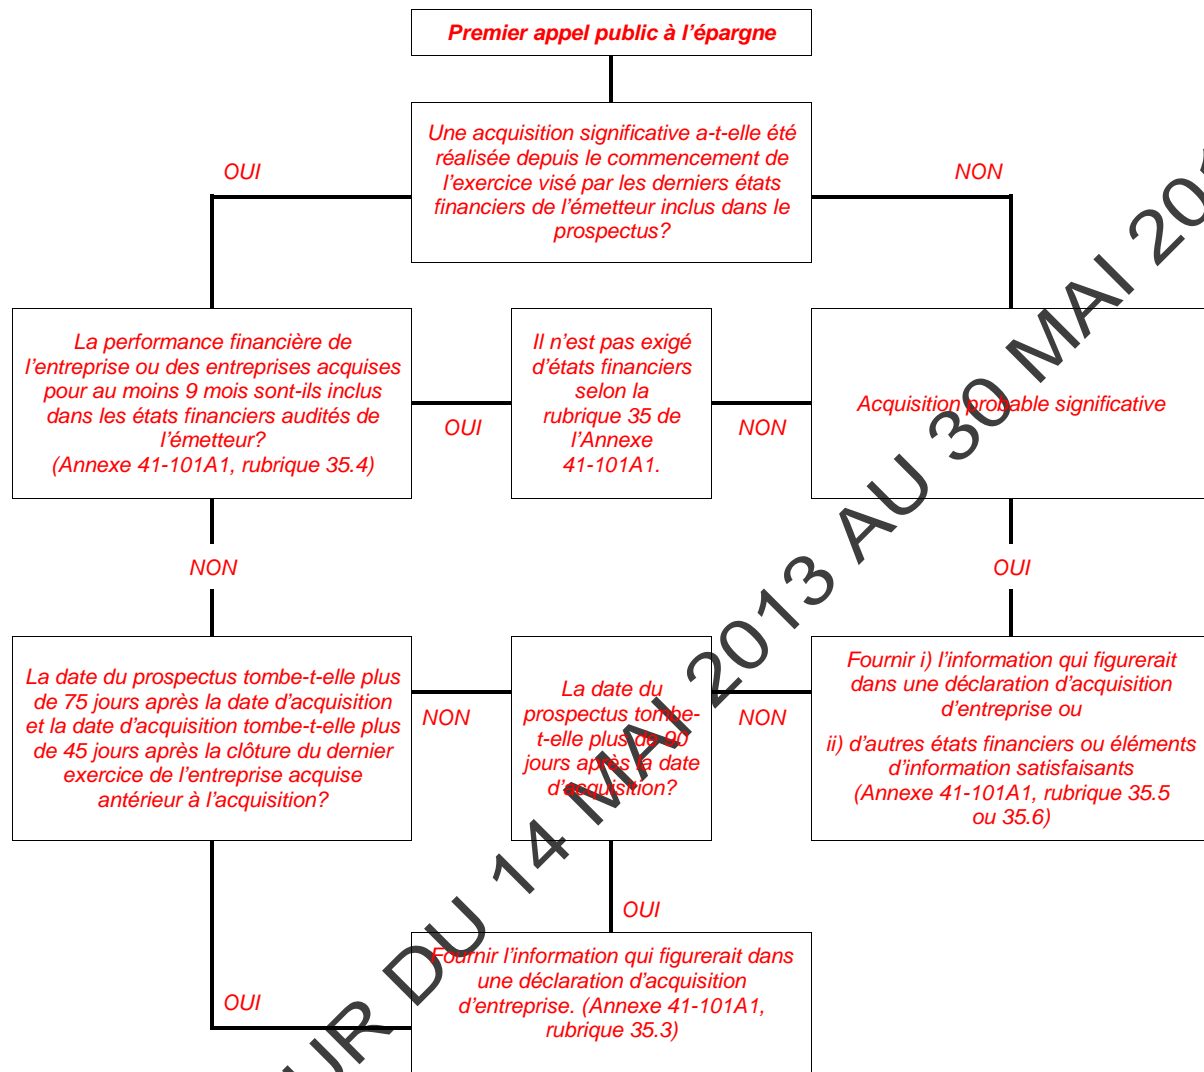 Premier appel public à l'épargne
Une acquisition significative a-t-elle été
réalisée depuis le commencement de
l'exercice visé par les derniers états
financiers de l'émetteur inclus dans le
prospectus?
OUI
NON
La performance financière de
l'entreprise ou des entreprises acquises
pour au moins 9 mois sont-ils inclus
dans les états financiers audités de
l'émetteur?
(Annexe 41-101A1, rubrique 35.4)
OUI
Il n'est pas exigé
d'états financiers
selon la
rubrique 35 de
l'Annexe
41-101A1.
NON
Acquisition probable significative
NON
OUI
La date du prospectus tombe-t-elle plus
de 75 jours après la date d'acquisition
et la date d'acquisition tombe-t-elle plus
de 45 jours après la clôture du dernier
exercice de l'entreprise acquise
antérieur à l'acquisition?
NON
La date du
prospectus tombe-
t-elle plus de 90
jours après la date
d'acquisition?
NON
Fournir i) l'information qui figurerait
dans une déclaration d'acquisition
d'entreprise ou
ii) d'autres états financiers ou éléments
d'information satisfaisants
(Annexe 41-101A1, rubrique 35.5
ou 35.6)
OUI
OUI
Fournir l'information qui figurerait dans
une déclaration d'acquisition
d'entreprise. (Annexe 41-101A1,
rubrique 35.3)
DU 14 MAI 2013 AU 30 MAI